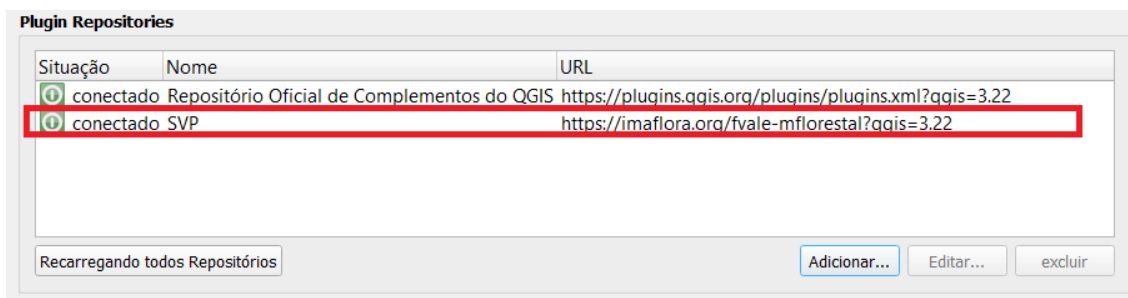 Plugin Repositories
Situação Nome URL
conectado Repositório Oficial de Complementos do QGIS https://plugins.qgis.org/plugins/plugins.xml?qgis=3.22
conectado SVP https://imaflora.org/fvale-mflorestal?qgis=3.22
Recarregando todos Repositórios Adicionar... Editar... excluir